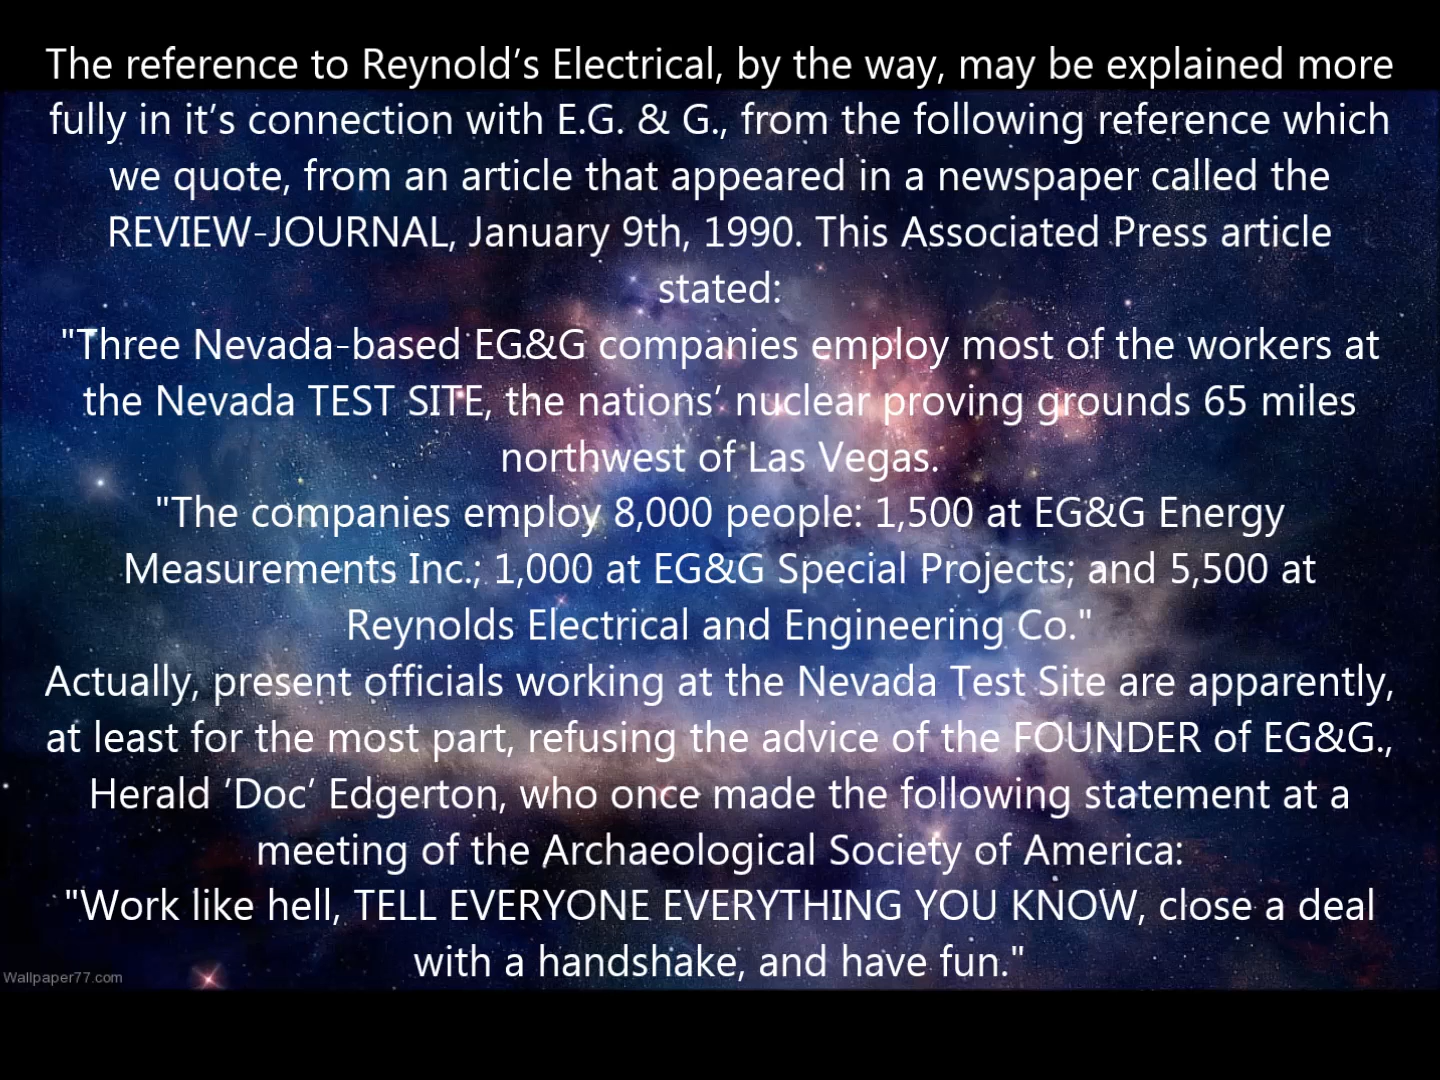 The reference to Reynold’s Electrical, by the way, may be explained more
fully in it’s connection with E.G. & G., from the following reference which
we quote, from an article that appeared in a newspaper called the
REVIEW-JOURNAL, January 9th, 1990. This Associated Press article
stated:
"Three Nevada-based EG&G companies employ most of the workers at
the Nevada TEST SITE, the nations’ nuclear proving grounds 65 miles
northwest of Las Vegas.
"The companies employ 8,000 people: 1,500 at EG&G Energy
Measurements Inc.; 1,000 at EG&G Special Projects; and 5,500 at
Reynolds Electrical and Engineering Co."
Actually, present officials working at the Nevada Test Site are apparently,
at least for the most part, refusing the advice of the FOUNDER of EG&G.,
Herald ’Doc’ Edgerton, who once made the following statement at a
meeting of the Archaeological Society of America:
"Work like hell, TELL EVERYONE EVERYTHING YOU KNOW, close a deal
with a handshake, and have fun."
Wallpaper77.com